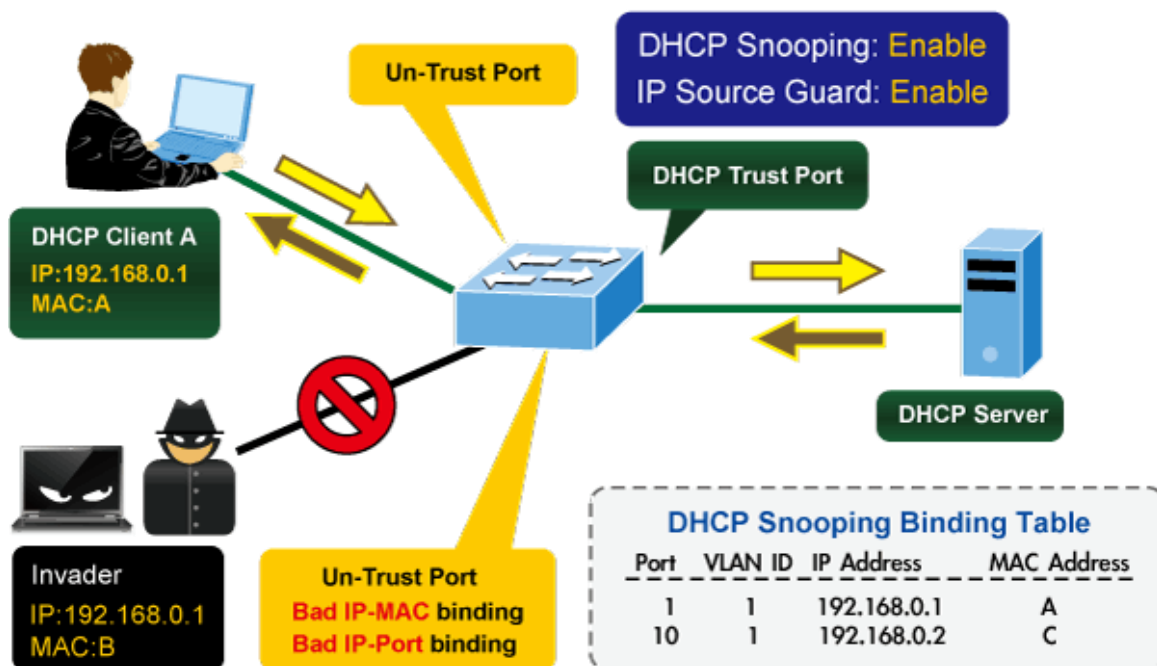 DHCP Snooping: Enable
IP Source Guard: Enable
Un-Trust Port
DHCP Trust Port
DHCP Client A
IP:192.168.0.1
MAC:A
DHCP Server
Invader
IP:192.168.0.1
MAC:B
Un-Trust Port
Bad IP-MAC binding
Bad IP-Port binding
DHCP Snooping Binding Table
Port VLAN ID IP Address MAC Address
1 1 192.168.0.1 A
10 1 192.168.0.2 C